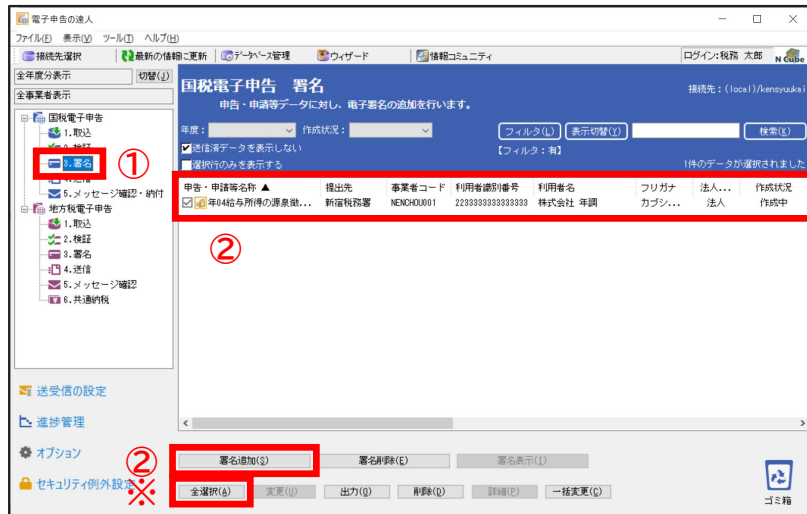 電子申告の達人
ファイル(F) 表示(V) ツール(T) ヘルプ(H)
接続先選択 最新の情報に更新 データベース管理 ウィザード 情報コミュニティ ログイン:税務 太郎 N Cube
全年度分表示 切替(J)
全事業者表示
国税電子申告
1.取込
3.署名
①
5.メッセージ確認・納付
地方税電子申告
1.取込
2.検証
3.署名
4.送信
5.メッセージ確認
6.共通納税
送受信の設定
進捗管理
オプション
セキュリティ例外設定
国税電子申告 署名
接続先:(local)/kensyuukai
申告・申請等データに対し、電子署名の追加を行います。
年度: 作成状況: フィルタ(L) 表示切替(Y) 検索(K)
送信済データを表示しない 【フィルタ:有】
選択行のみを表示する 1件のデータが選択されました
申告・申請等名称 ▲ 提出先 事業者コード 利用者識別番号 利用者名 フリガナ 法人... 作成状況
年04給与所得の源泉徴... 新宿税務署 NENCHOU001 2233333333333333 株式会社 年調 カブシ... 法人 作成中
②
②
署名追加(S) 署名削除(E) 署名表示(I)
※
全選択(A) 変更(U) 出力(O) 削除(D) 詳細(P) 一括変更(C)
ゴミ箱